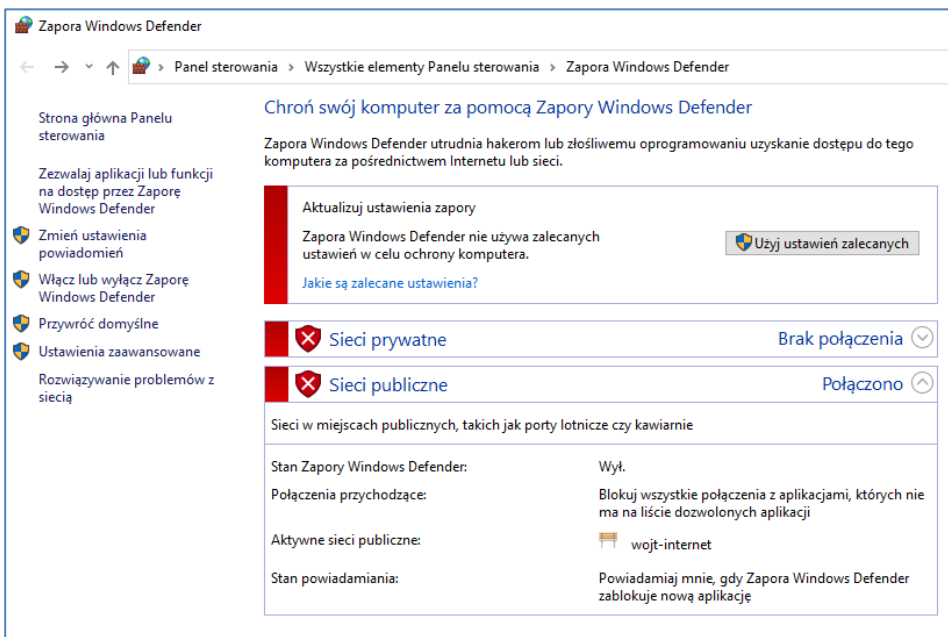 Zapora Windows Defender
Panel sterowania > Wszystkie elementy Panelu sterowania > Zapora Windows Defender
Strona główna Panelu
sterowania
Zezwalaj aplikacji lub funkcji
na dostęp przez Zaporę
Windows Defender
Zmień ustawienia
powiadomień
Włącz lub wyłącz Zaporę
Windows Defender
Przywróć domyślne
Ustawienia zaawansowane
Rozwiązywanie problemów z
siecią
Chroń swój komputer za pomocą Zapory Windows Defender
Zapora Windows Defender utrudnia hakerom lub złośliwemu oprogramowaniu uzyskanie dostępu do tego
komputera za pośrednictwem Internetu lub sieci.
Aktualizuj ustawienia zapory
Zapora Windows Defender nie używa zalecanych
ustawień w celu ochrony komputera.
Użyj ustawień zalecanych
Jakie są zalecane ustawienia?
Sieci prywatne Brak połączenia
Sieci publiczne Połączono
Sieci w miejscach publicznych, takich jak porty lotnicze czy kawiarnie
Stan Zapory Windows Defender: Wył.
Połączenia przychodzące: Blokuj wszystkie połączenia z aplikacjami, których nie
ma na liście dozwolonych aplikacji
Aktywne sieci publiczne: wojt-internet
Stan powiadamiania: Powiadamiaj mnie, gdy Zapora Windows Defender
zablokuje nową aplikację